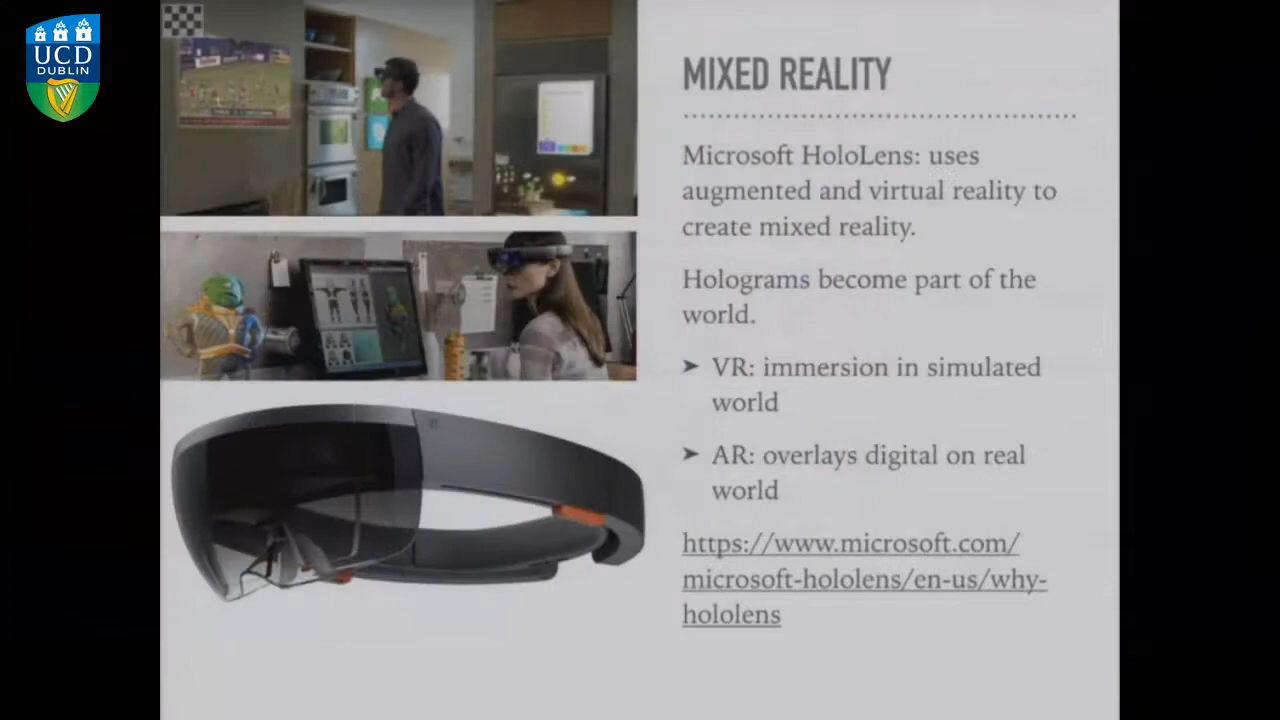 UCD
DUBLIN
MIXED REALITY
Microsoft HoloLens: uses
augmented and virtual reality to
create mixed reality.
Holograms become part of the
world.
➤ VR: immersion in simulated
world
➤ AR: overlays digital on real
world
https://www.microsoft.com/
microsoft-hololens/en-us/why-
hololens